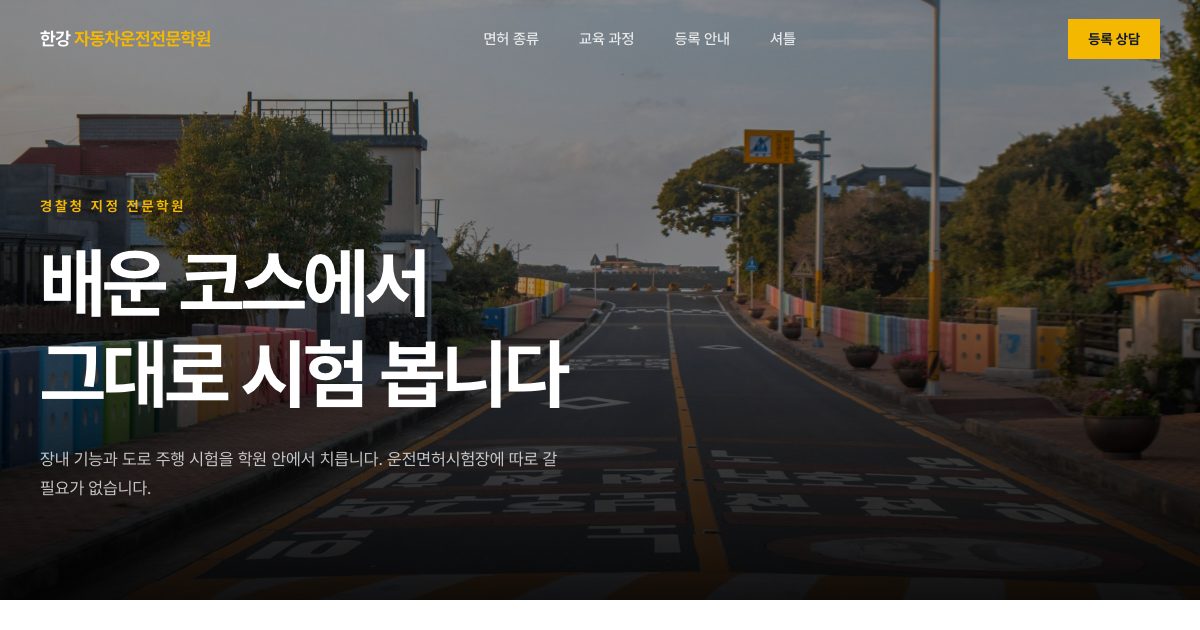 한강 자동차운전전문학원
면허 종류
교육 과정
등록 안내
셔틀
등록 상담
경찰청 지정 전문학원
배운 코스에서
그대로 시험 봅니다
장내 기능과 도로 주행 시험을 학원 안에서 치릅니다. 운전면허시험장에 따로 갈
필요가 없습니다.